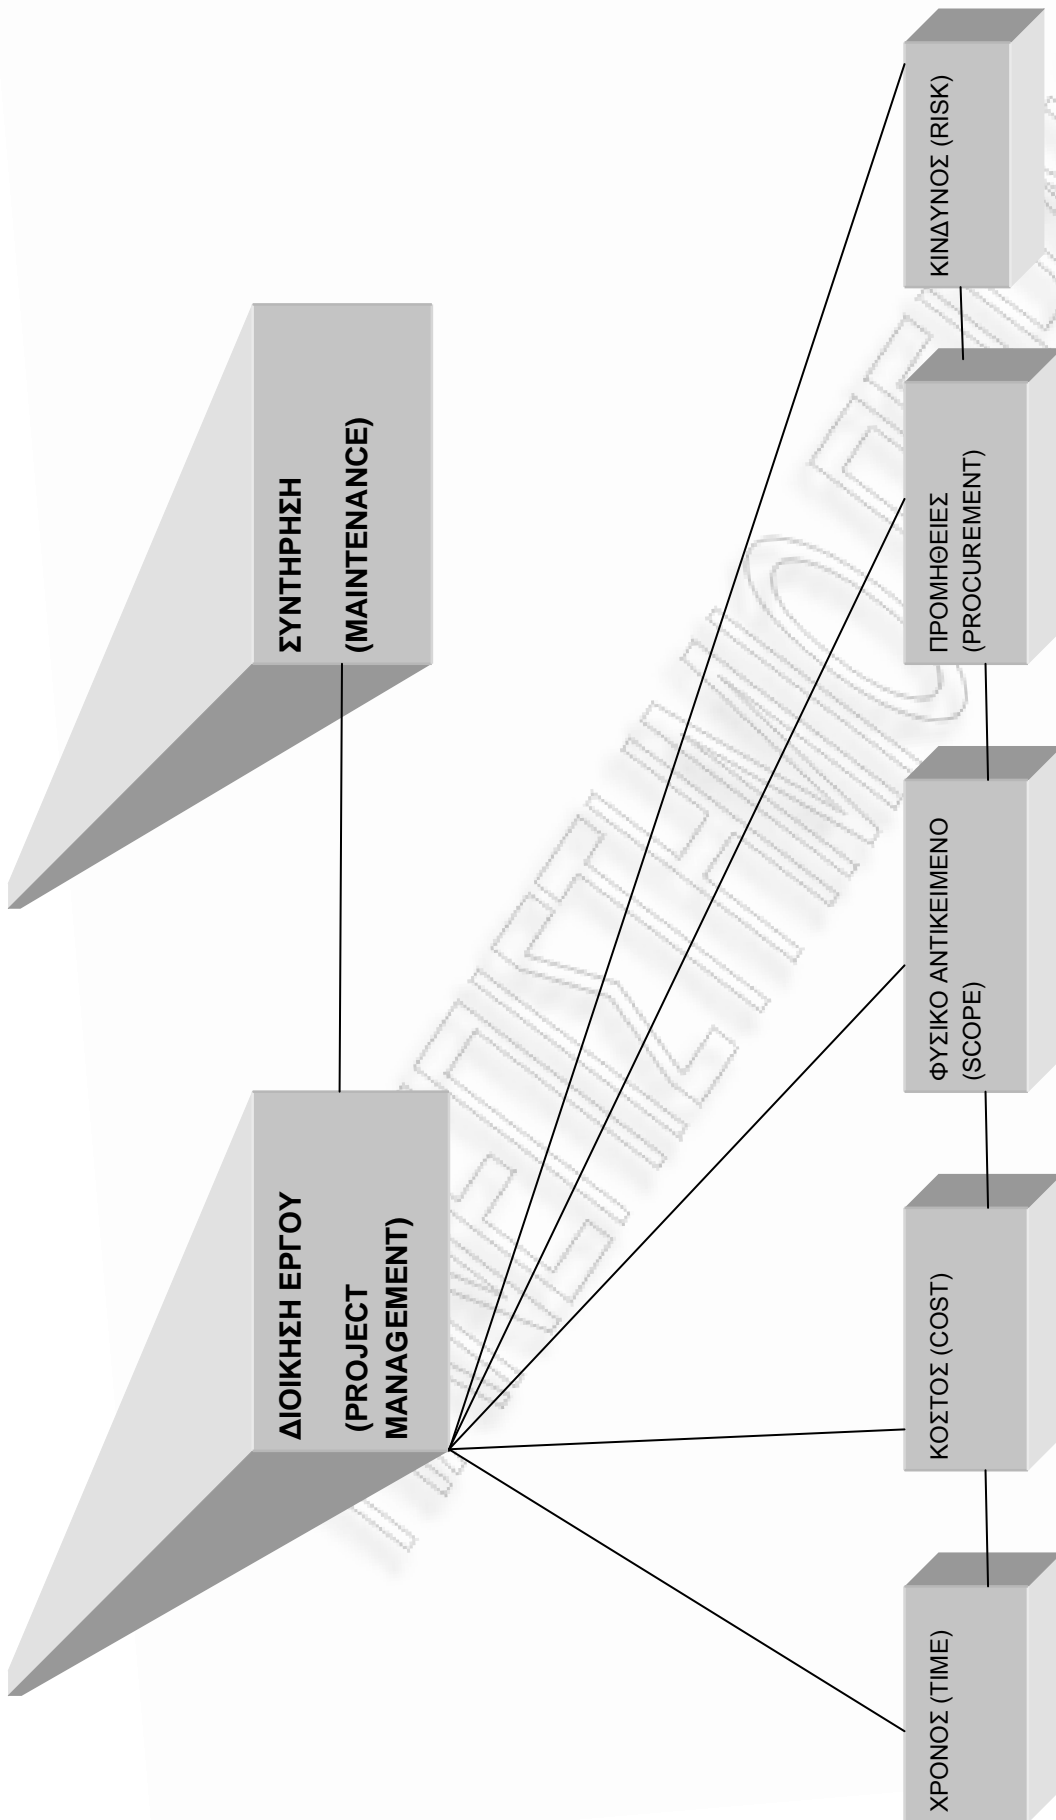 ΔΙΟΙΚΗΣΗ ΕΡΓΟΥ
(PROJECT
MANAGEMENT)
ΣΥΝΤΗΡΗΣΗ
(MAINTENANCE)
ΧΡΟΝΟΣ (TIME)
ΚΟΣΤΟΣ (COST)
ΦΥΣΙΚΟ ΑΝΤΙΚΕΙΜΕΝΟ
(SCOPE)
ΠΡΟΜΗΘΕΙΕΣ
(PROCUREMENT)
ΚΙΝΔΥΝΟΣ (RISK)